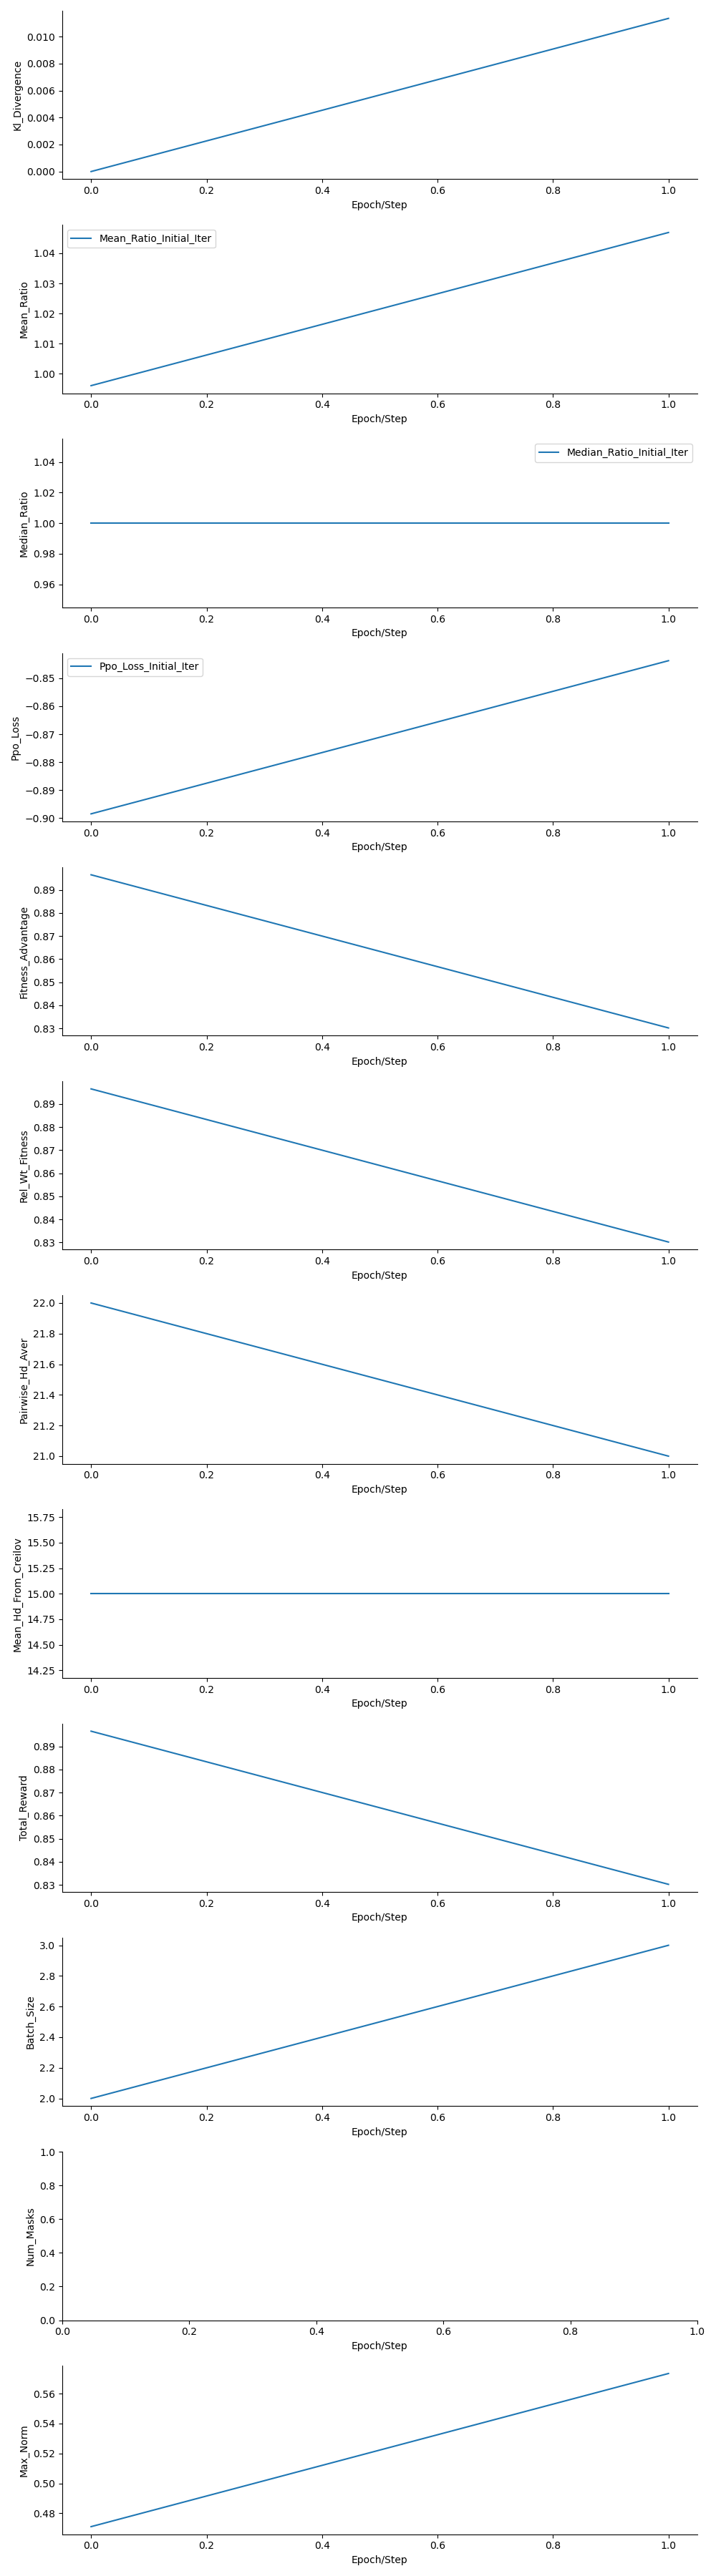 0.010
0.008
0.006
0.004
0.002
0.000
Kl_Divergence
0.0 0.2 0.4 0.6 0.8 1.0
Epoch/Step
Mean_Ratio_Initial_Iter
1.04
1.03
1.02
1.01
1.00
Mean_Ratio
0.0 0.2 0.4 0.6 0.8 1.0
Epoch/Step
Median_Ratio_Initial_Iter
1.04
1.02
1.00
0.98
0.96
Median_Ratio
0.0 0.2 0.4 0.6 0.8 1.0
Epoch/Step
Ppo_Loss_Initial_Iter
−0.85
−0.86
−0.87
−0.88
−0.89
−0.90
Ppo_Loss
0.0 0.2 0.4 0.6 0.8 1.0
Epoch/Step
0.89
0.88
0.87
0.86
0.85
0.84
0.83
Fitness_Advantage
0.0 0.2 0.4 0.6 0.8 1.0
Epoch/Step
0.89
0.88
0.87
0.86
0.85
0.84
0.83
Rel_Wt_Fitness
0.0 0.2 0.4 0.6 0.8 1.0
Epoch/Step
22.0
21.8
21.6
21.4
21.2
21.0
Pairwise_Hd_Aver
0.0 0.2 0.4 0.6 0.8 1.0
Epoch/Step
15.75
15.50
15.25
15.00
14.75
14.50
14.25
Mean_Hd_From_Creilov
0.0 0.2 0.4 0.6 0.8 1.0
Epoch/Step
0.89
0.88
0.87
0.86
0.85
0.84
0.83
Total_Reward
0.0 0.2 0.4 0.6 0.8 1.0
Epoch/Step
3.0
2.8
2.6
2.4
2.2
2.0
Batch_Size
0.0 0.2 0.4 0.6 0.8 1.0
Epoch/Step
1.0
0.8
0.6
0.4
0.2
0.0
Num_Masks
0.0 0.2 0.4 0.6 0.8 1.0
Epoch/Step
0.56
0.54
0.52
0.50
0.48
Max_Norm
0.0 0.2 0.4 0.6 0.8 1.0
Epoch/Step